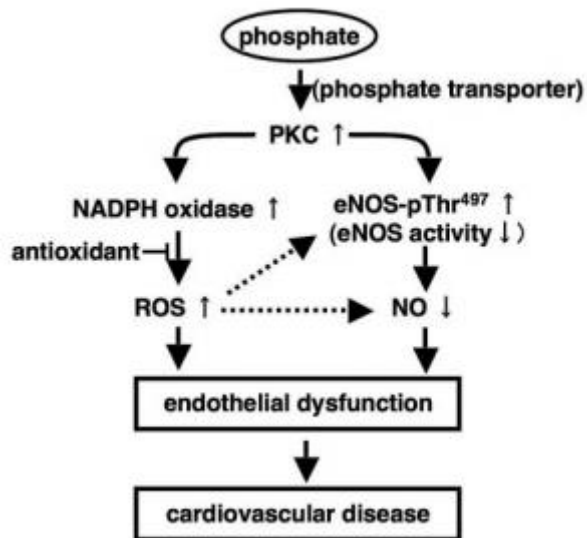 phosphate
(phosphate transporter)
PKC ↑
NADPH oxidase ↑
eNOS-pThr⁴⁹⁷ ↑
(eNOS activity ↓)
antioxidant
ROS ↑
NO ↓
endothelial dysfunction
cardiovascular disease